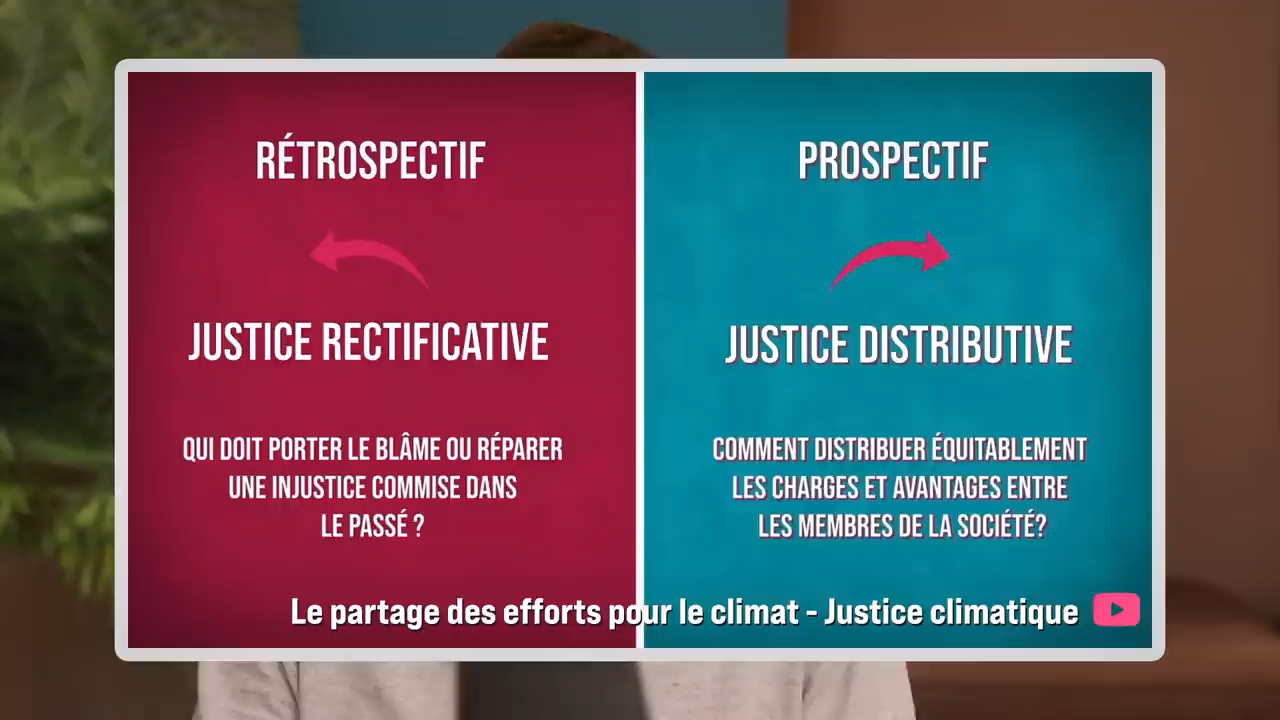 RÉTROSPECTIF
JUSTICE RECTIFICATIVE
QUI DOIT PORTER LE BLÂME OU RÉPARER
UNE INJUSTICE COMMISE DANS
LE PASSÉ ?
PROSPECTIF
JUSTICE DISTRIBUTIVE
COMMENT DISTRIBUER ÉQUITABLEMENT
LES CHARGES ET AVANTAGES ENTRE
LES MEMBRES DE LA SOCIÉTÉ?
Le partage des efforts pour le climat - Justice climatique